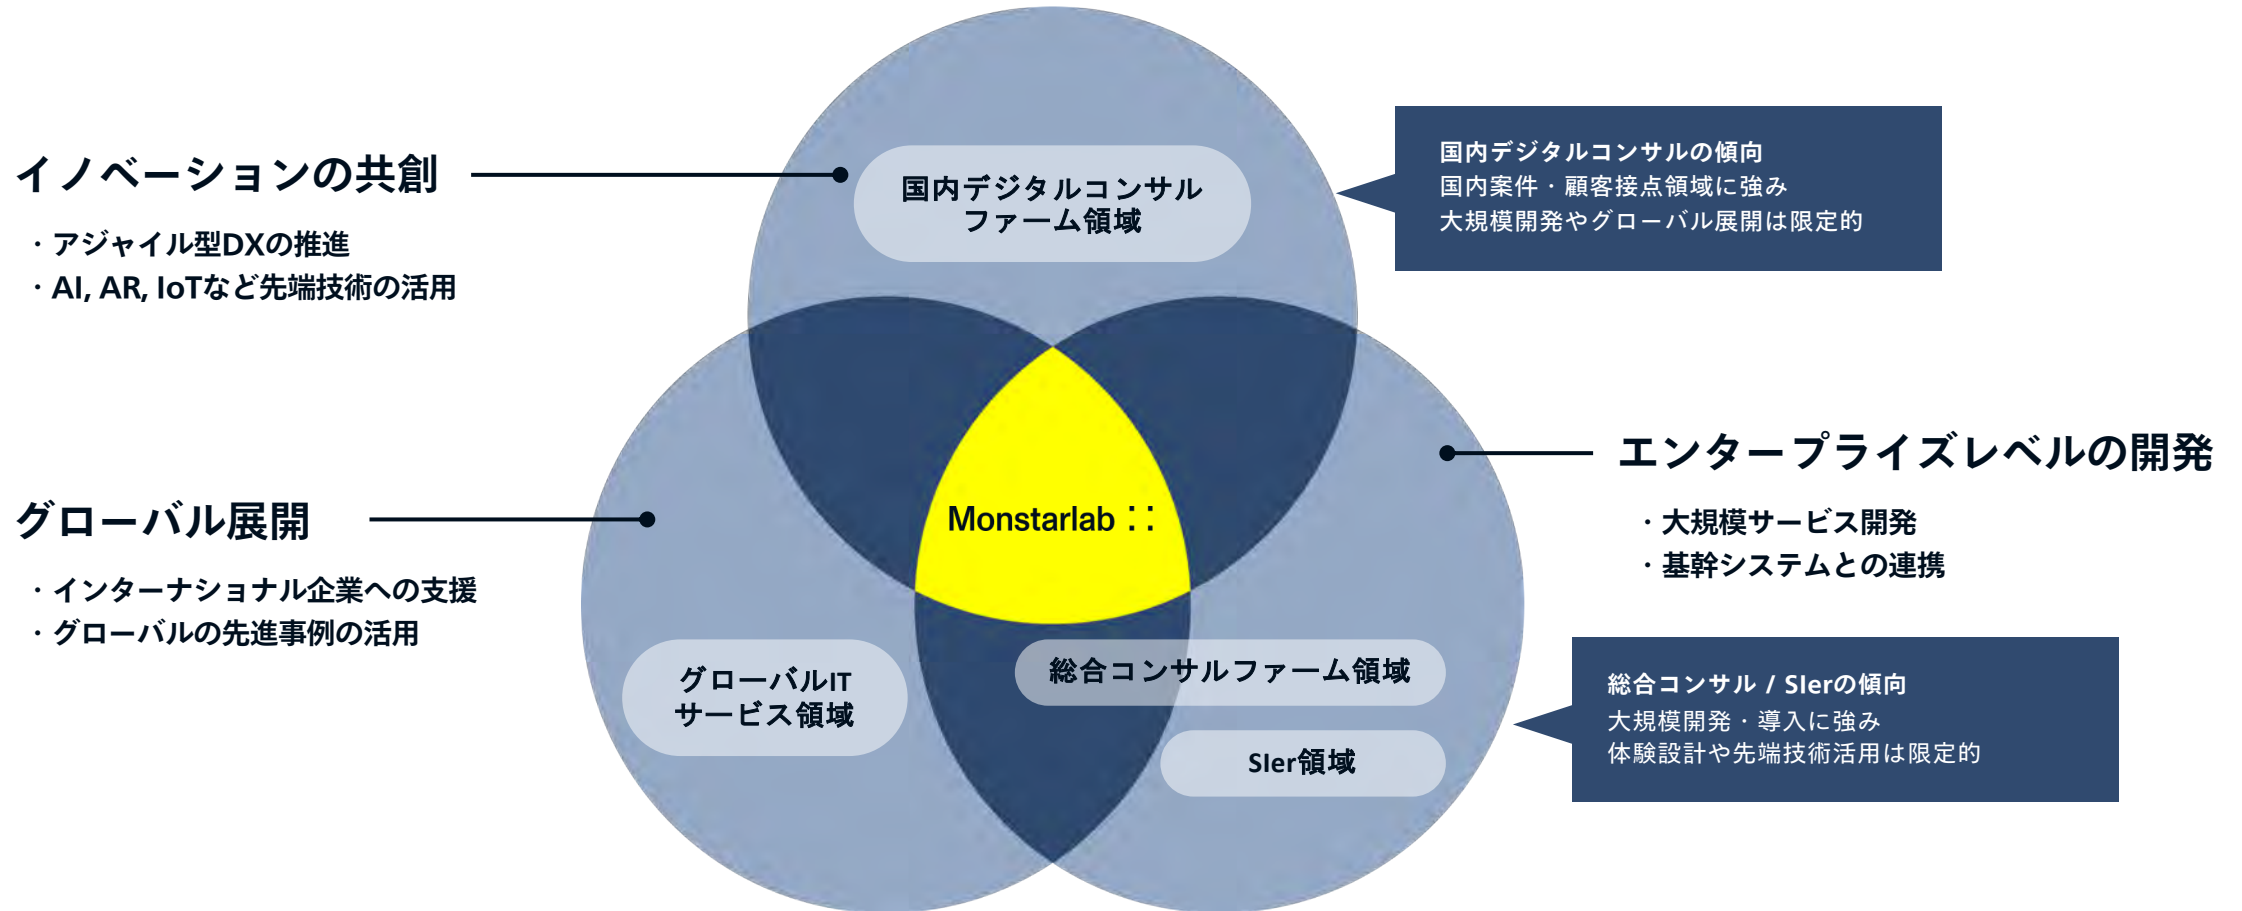 イノベーションの共創
・アジャイル型DXの推進
・AI, AR, IoTなど先端技術の活用
国内デジタルコンサル
ファーム領域
国内デジタルコンサルの傾向
国内案件・顧客接点領域に強み
大規模開発やグローバル展開は限定的
グローバル展開
・インターナショナル企業への支援
・グローバルの先進事例の活用
Monstarlab
エンタープライズレベルの開発
・大規模サービス開発
・基幹システムとの連携
グローバルIT
サービス領域
総合コンサルファーム領域
SIer領域
総合コンサル / SIerの傾向
大規模開発・導入に強み
体験設計や先端技術活用は限定的